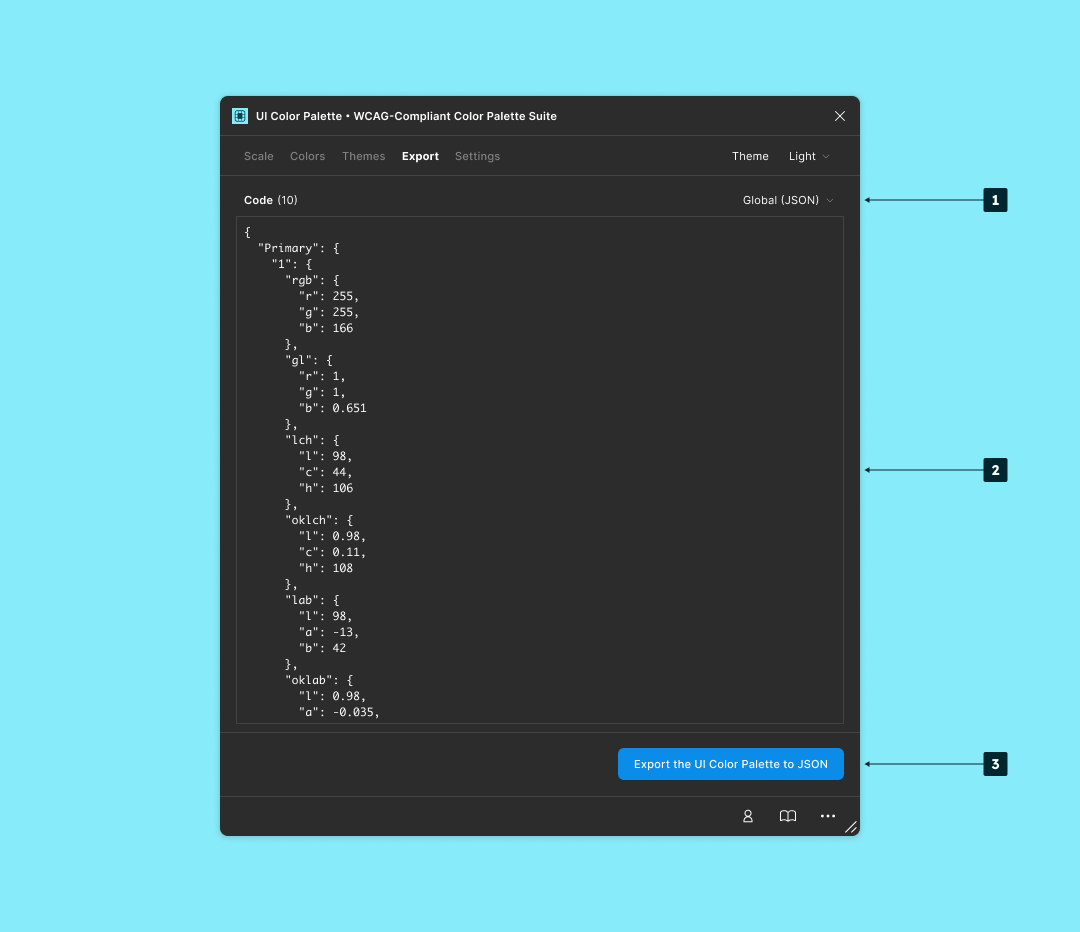 UI Color Palette • WCAG-Compliant Color Palette Suite
Scale Colors Themes Export Settings Theme Light
Code (10) Global (JSON) 1
{
"Primary": {
"1": {
"rgb": {
"r": 255,
"g": 255,
"b": 166
},
"gl": {
"r": 1,
"g": 1,
"b": 0.651
},
"lch": {
"l": 98,
"c": 44,
2
"h": 106
},
"oklch": {
"l": 0.98,
"c": 0.11,
"h": 108
},
"lab": {
"l": 98,
"a": -13,
"b": 42
},
"oklab": {
"l": 0.98,
"a": -0.035,
Export the UI Color Palette to JSON 3